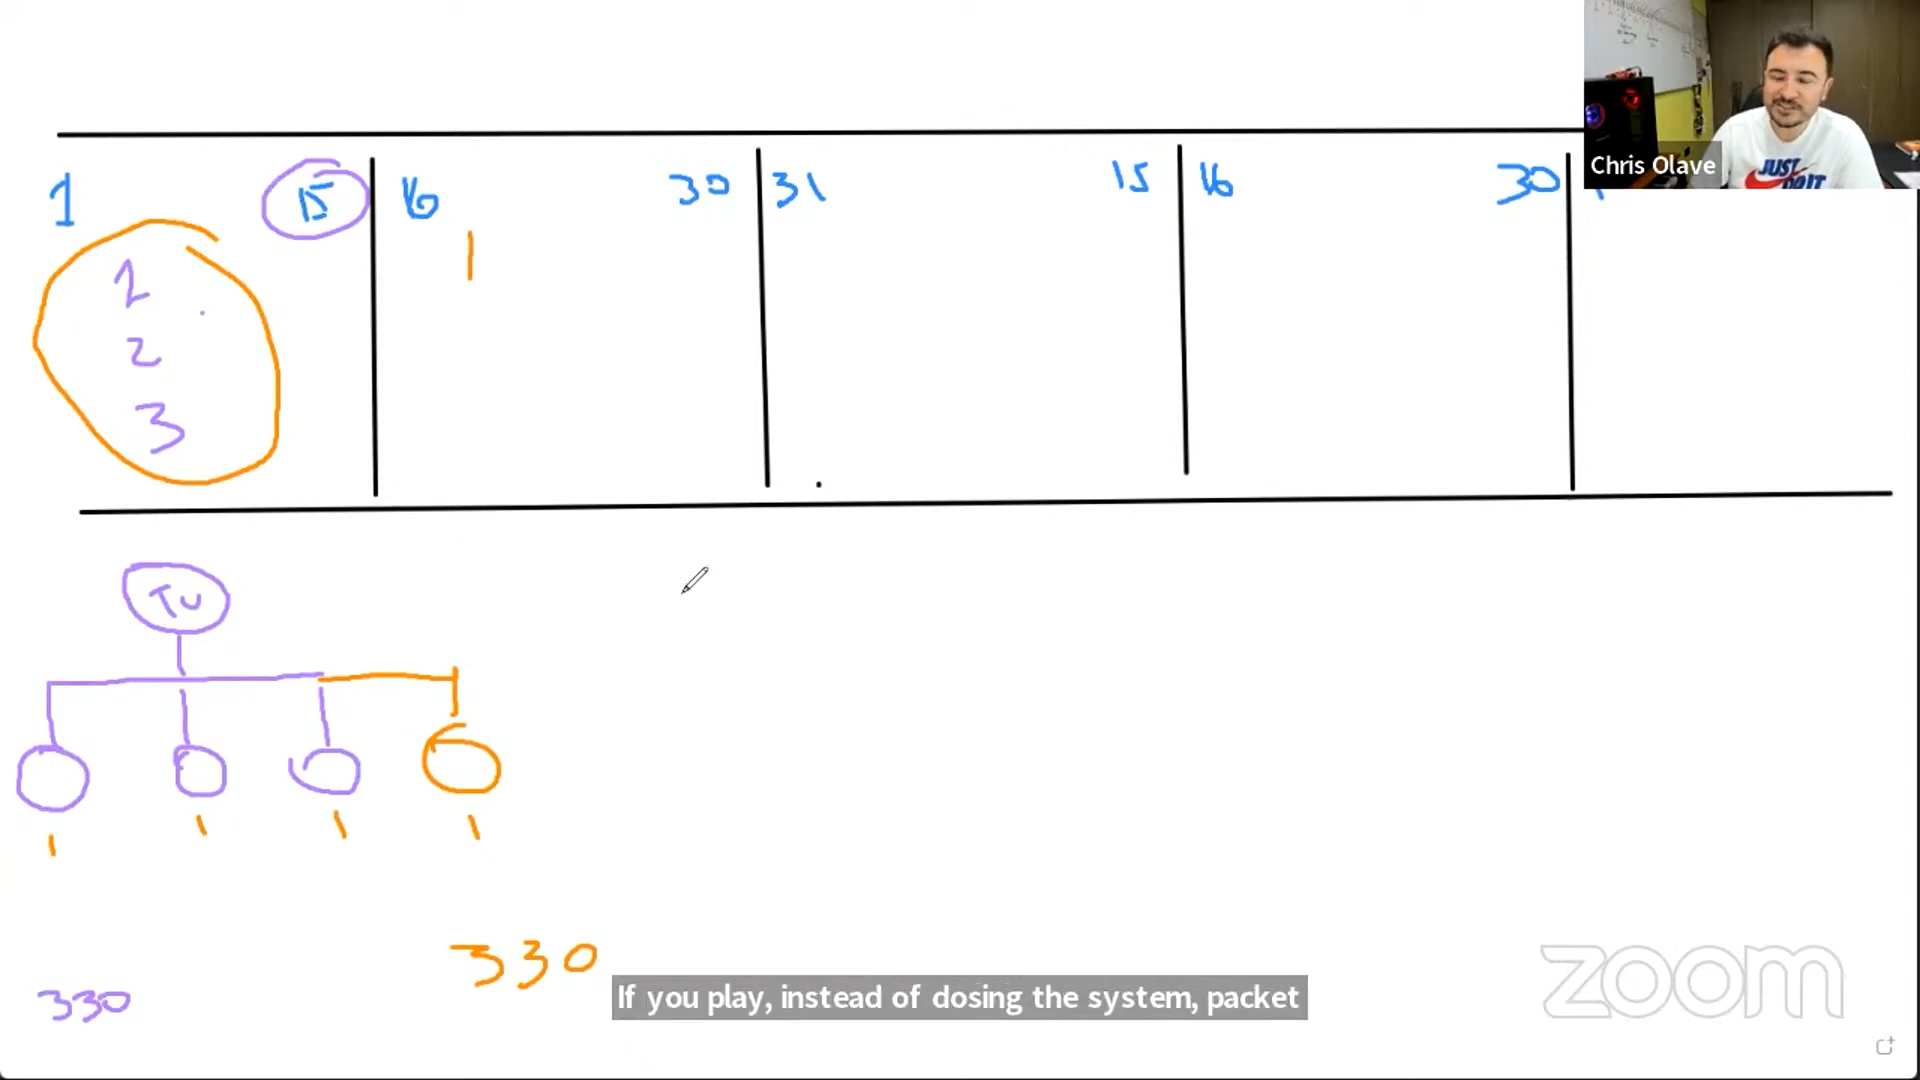 1 15 16 30 31 15 16 30
1
1
2
3
TU
1 1 1 1
330
330
Chris Olave
JUST
DO IT
If you play, instead of dosing the system, packet
zoom